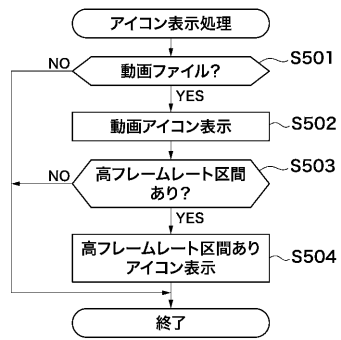 アイコン表示処理
S501
動画ファイル?
NO
YES
動画アイコン表示
S502
S503
高フレームレート区間
あり?
NO
YES
高フレームレート区間あり
アイコン表示
S504
終了